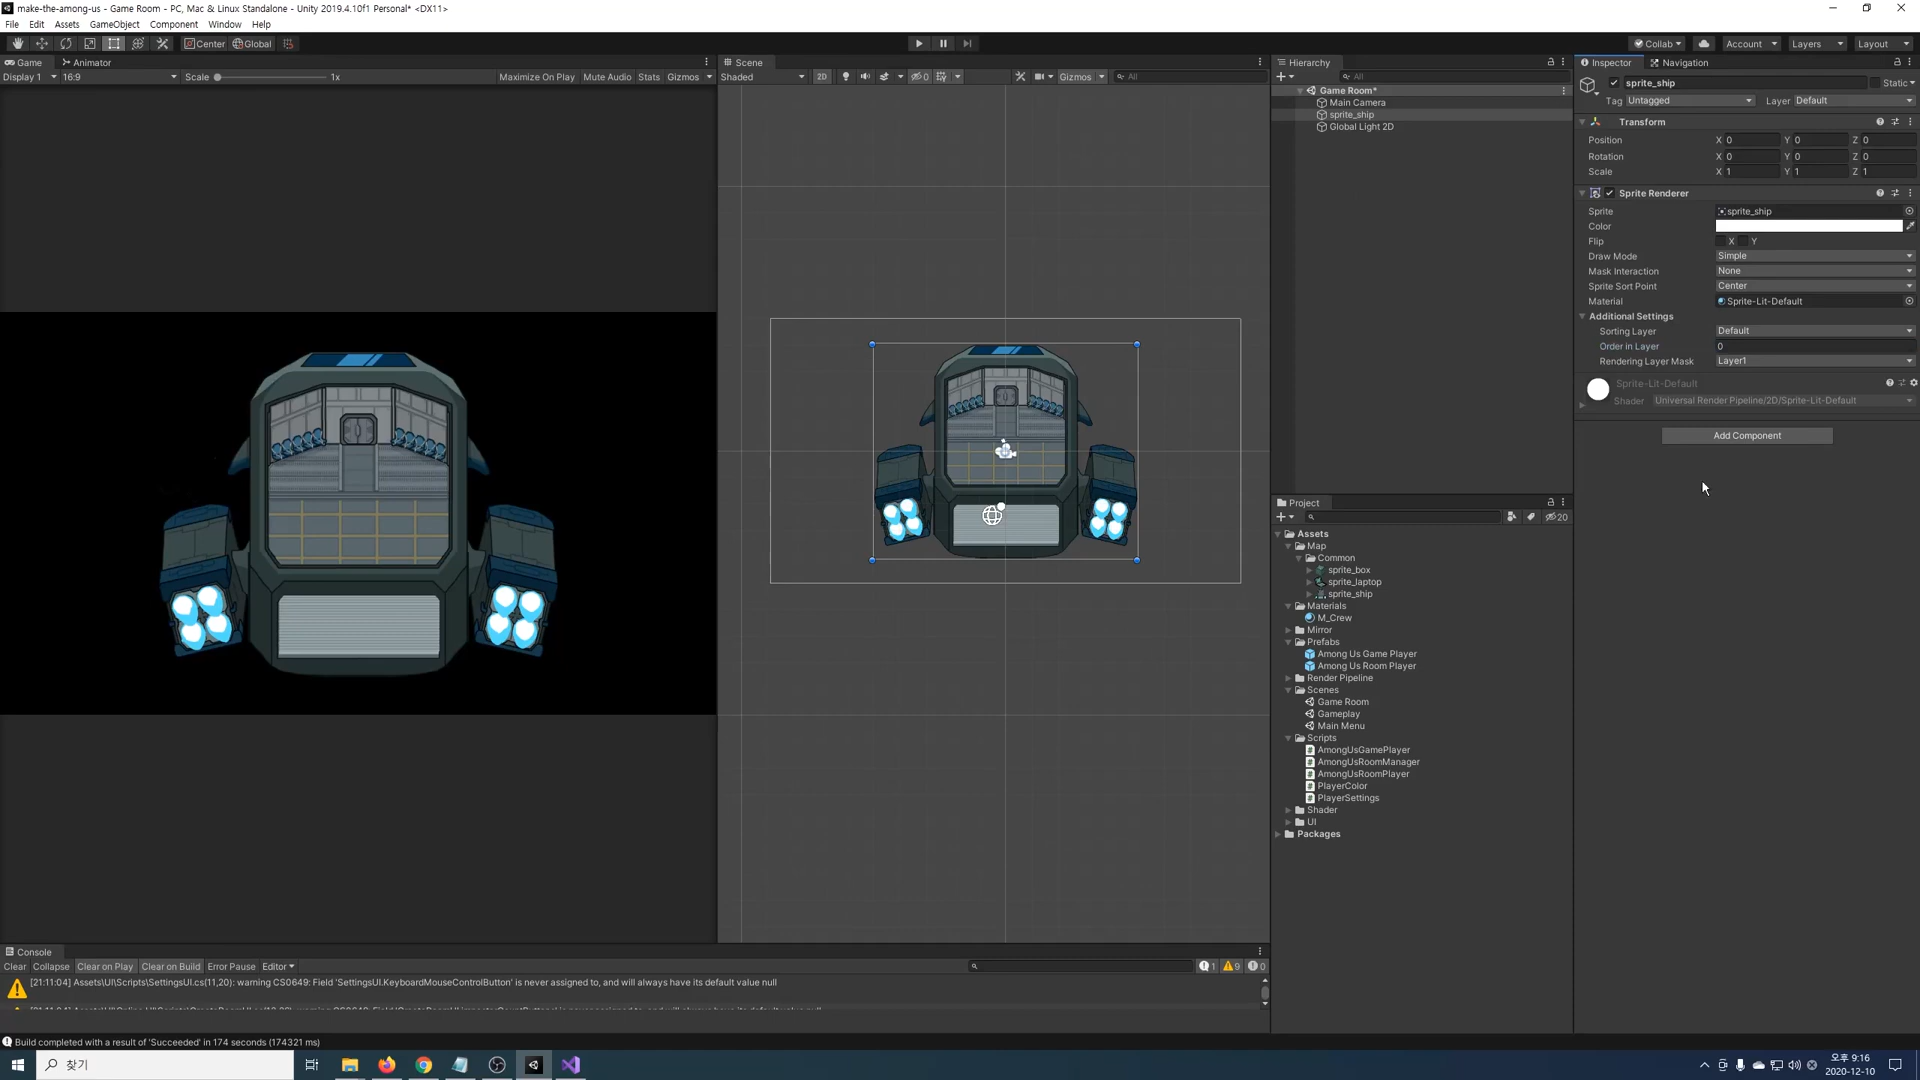 make-the-among-us - Game Room - PC, Mac & Linux Standalone - Unity 2019.4.10f1 Personal* <DX11>
File Edit Assets GameObject Component Window Help
Center Global
Collab Account Layers Layout
Game Animator
Display 1 16:9 Scale 1x Maximize On Play Mute Audio Stats Gizmos
Scene
Shaded 2D 0 Gizmos All
Hierarchy
All
Game Room*
Main Camera
sprite_ship
Global Light 2D
Project
20
Assets
Map
Common
sprite_box
sprite_laptop
sprite_ship
Materials
M_Crew
Mirror
Prefabs
Among Us Game Player
Among Us Room Player
Render Pipeline
Scenes
Game Room
Gameplay
Main Menu
Scripts
AmongUsGamePlayer
AmongUsRoomManager
AmongUsRoomPlayer
PlayerColor
PlayerSettings
Shader
UI
Packages
Inspector Navigation
sprite_ship Static
Tag Untagged Layer Default
Transform
Position X 0 Y 0 Z 0
Rotation X 0 Y 0 Z 0
Scale X 1 Y 1 Z 1
Sprite Renderer
Sprite sprite_ship
Color
Flip X Y
Draw Mode Simple
Mask Interaction None
Sprite Sort Point Center
Material Sprite-Lit-Default
Additional Settings
Sorting Layer Default
Order in Layer 0
Rendering Layer Mask Layer1
Sprite-Lit-Default
Shader Universal Render Pipeline/2D/Sprite-Lit-Default
Add Component
Console
Clear Collapse Clear on Play Clear on Build Error Pause Editor 1 9 0
[21:11:04] Assets\UI\Scripts\SettingsUI.cs(11,20): warning CS0649: Field 'SettingsUI.KeyboardMouseControlButton' is never assigned to, and will always have its default value null
Build completed with a result of 'Succeeded' in 174 seconds (174321 ms)
찾기
오후 9:16
2020-12-10